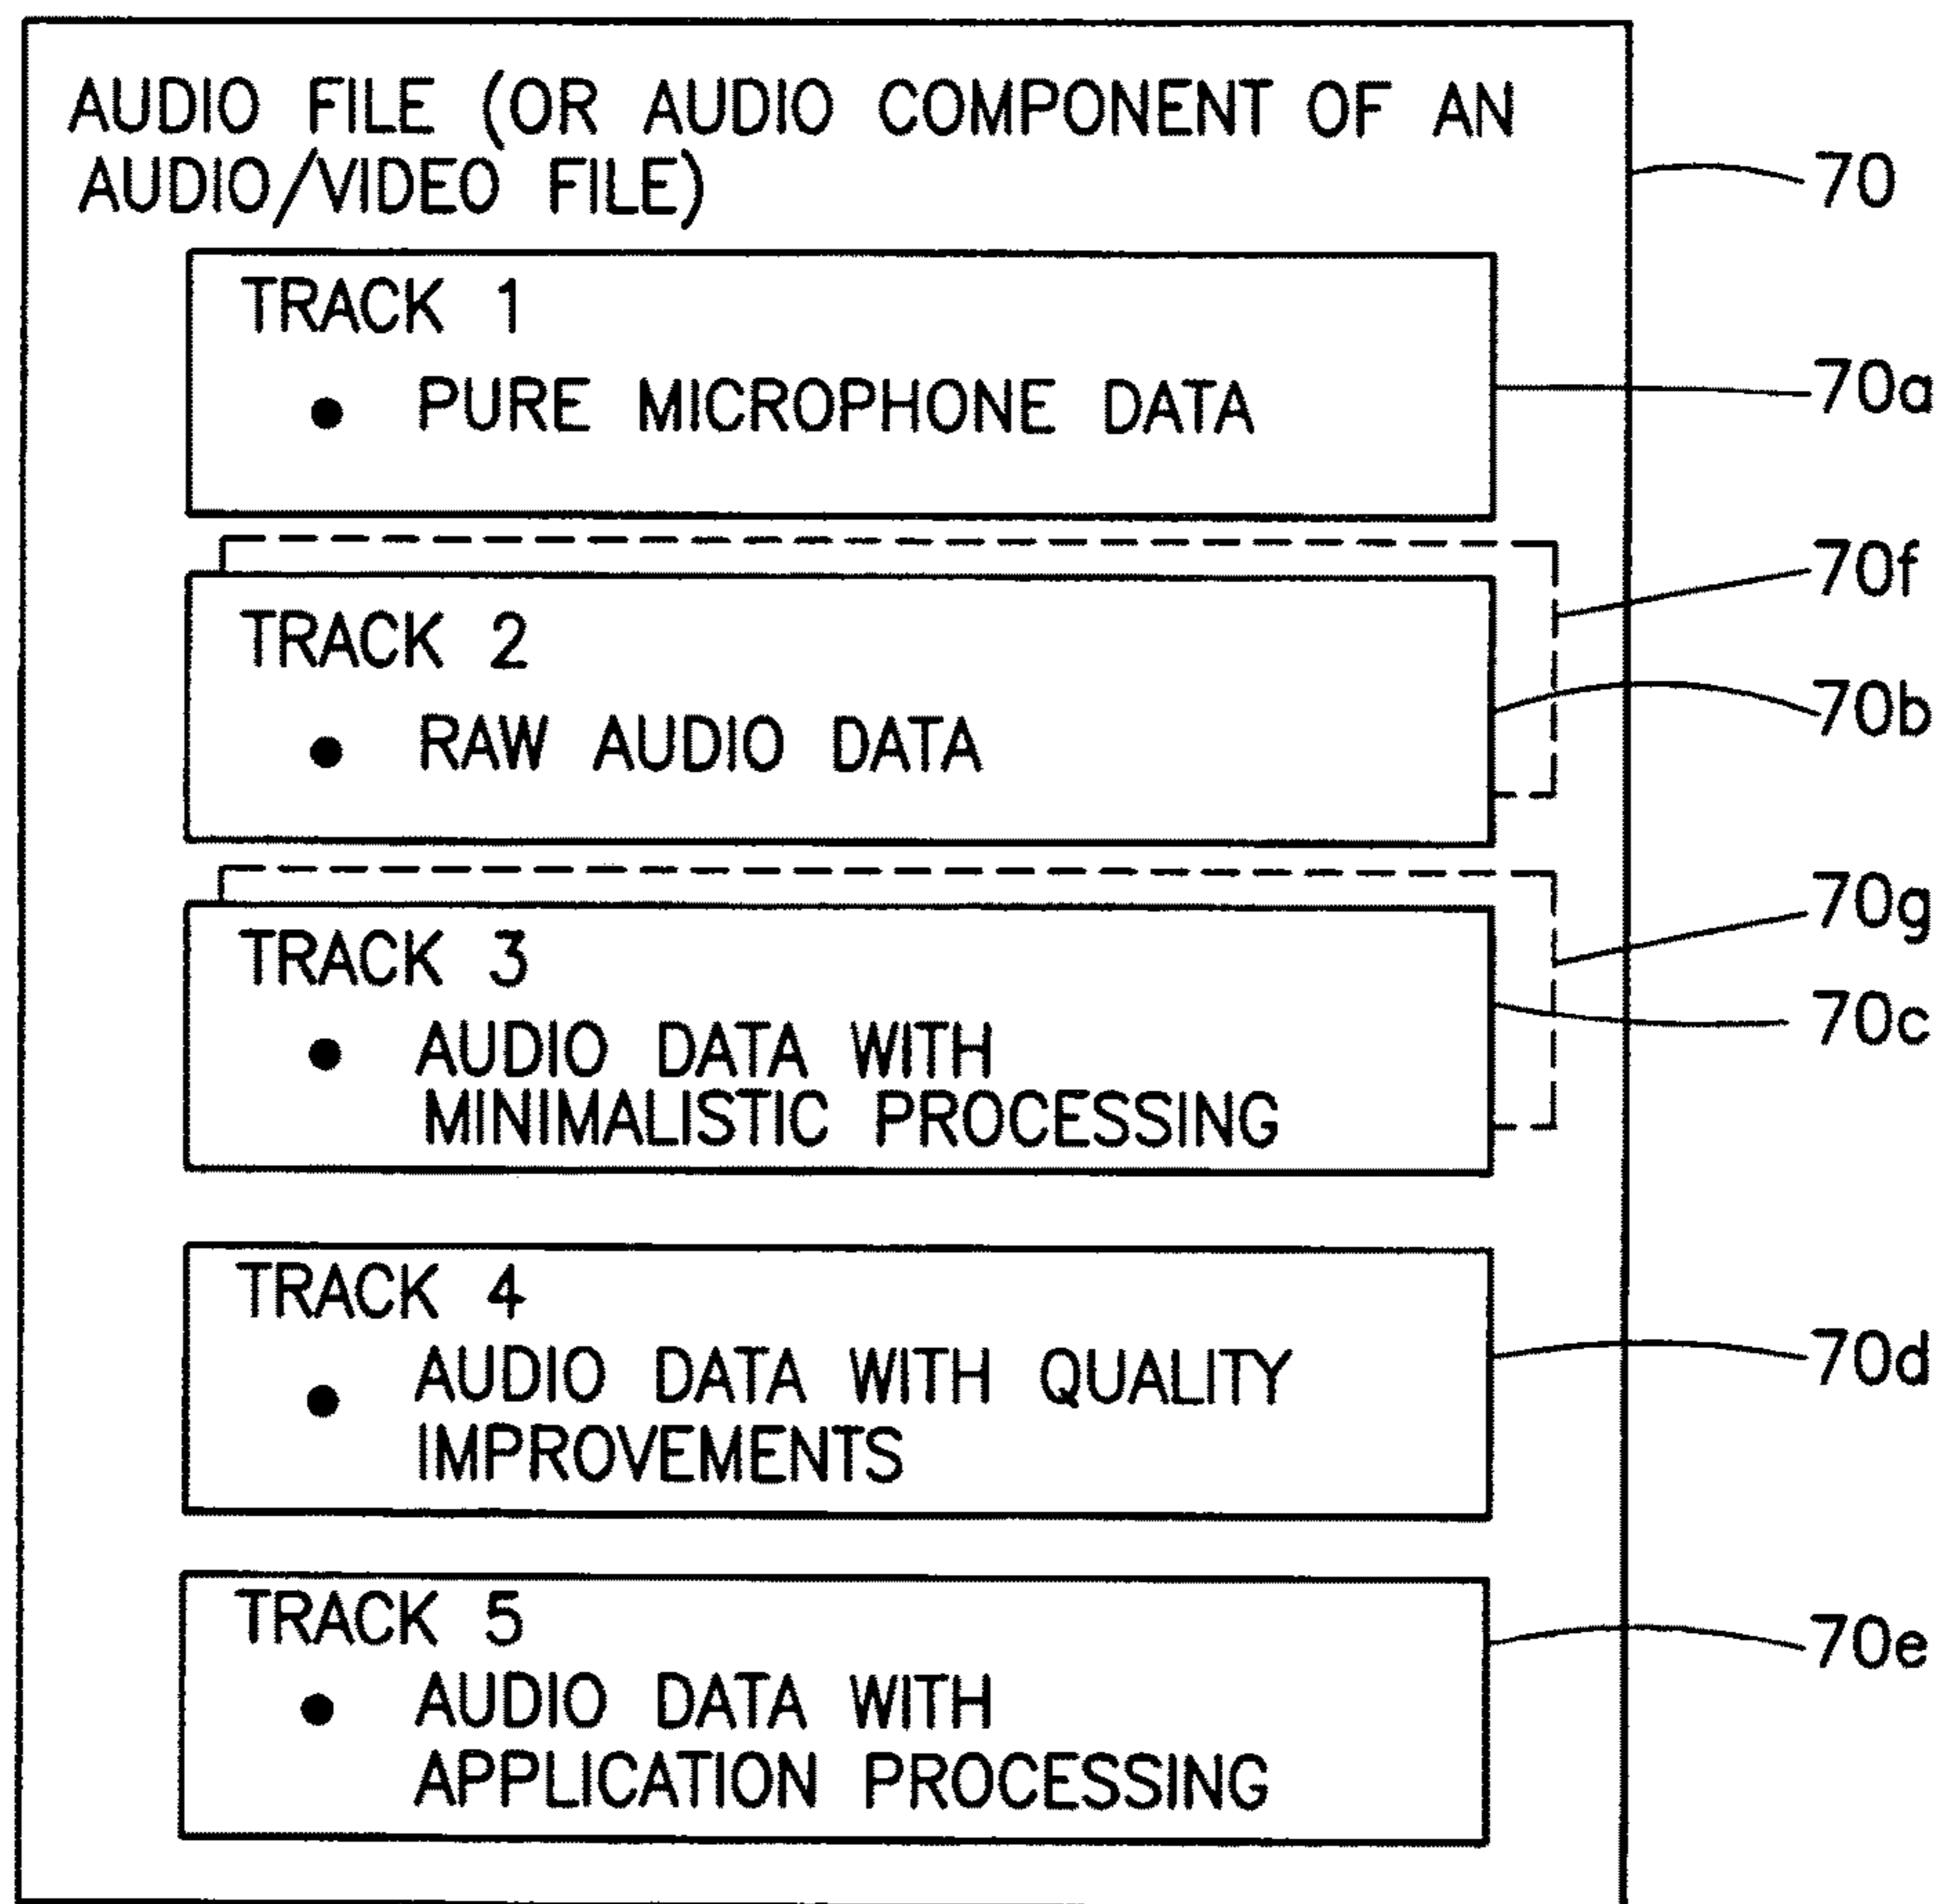 AUDIO FILE (OR AUDIO COMPONENT OF AN
AUDIO/VIDEO FILE)
70
TRACK 1
• PURE MICROPHONE DATA
70a
70f
TRACK 2
• RAW AUDIO DATA
70b
70g
TRACK 3
• AUDIO DATA WITH
MINIMALISTIC PROCESSING
70c
TRACK 4
• AUDIO DATA WITH QUALITY
IMPROVEMENTS
70d
TRACK 5
• AUDIO DATA WITH
APPLICATION PROCESSING
70e